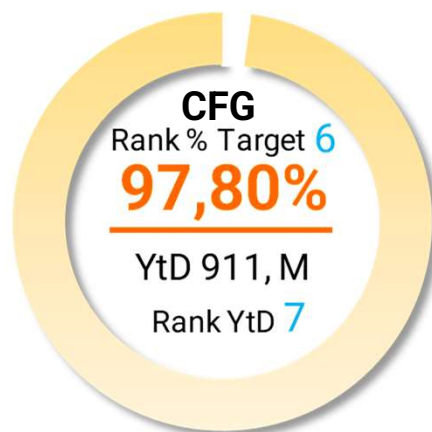 CFG
Rank % Target 6
97,80%
YtD 911, M
Rank YtD 7